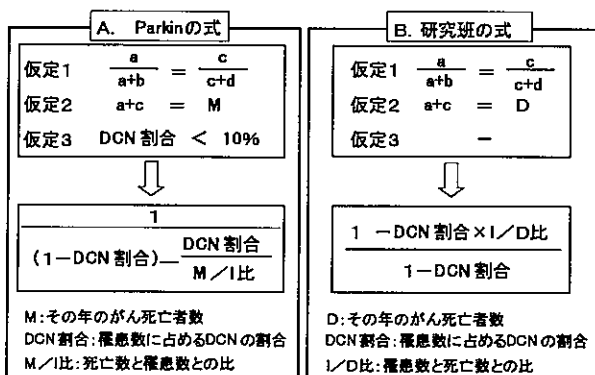 A. Parkinの式
仮定1 a/a+b = c/c+d
仮定2 a+c = M
仮定3 DCN 割合 < 10%
1
(1-DCN 割合)- DCN 割合/M/I比
M:その年のがん死亡者数
DCN割合:罹患数に占めるDCNの割合
M/I比:死亡数と罹患数との比
B. 研究班の式
仮定1 a/a+b = c/c+d
仮定2 a+c = D
仮定3 -
1 -DCN 割合×I/D比
1-DCN 割合
D:その年のがん死亡者数
DCN割合:罹患数に占めるDCNの割合
I/D比:罹患数と死亡数との比